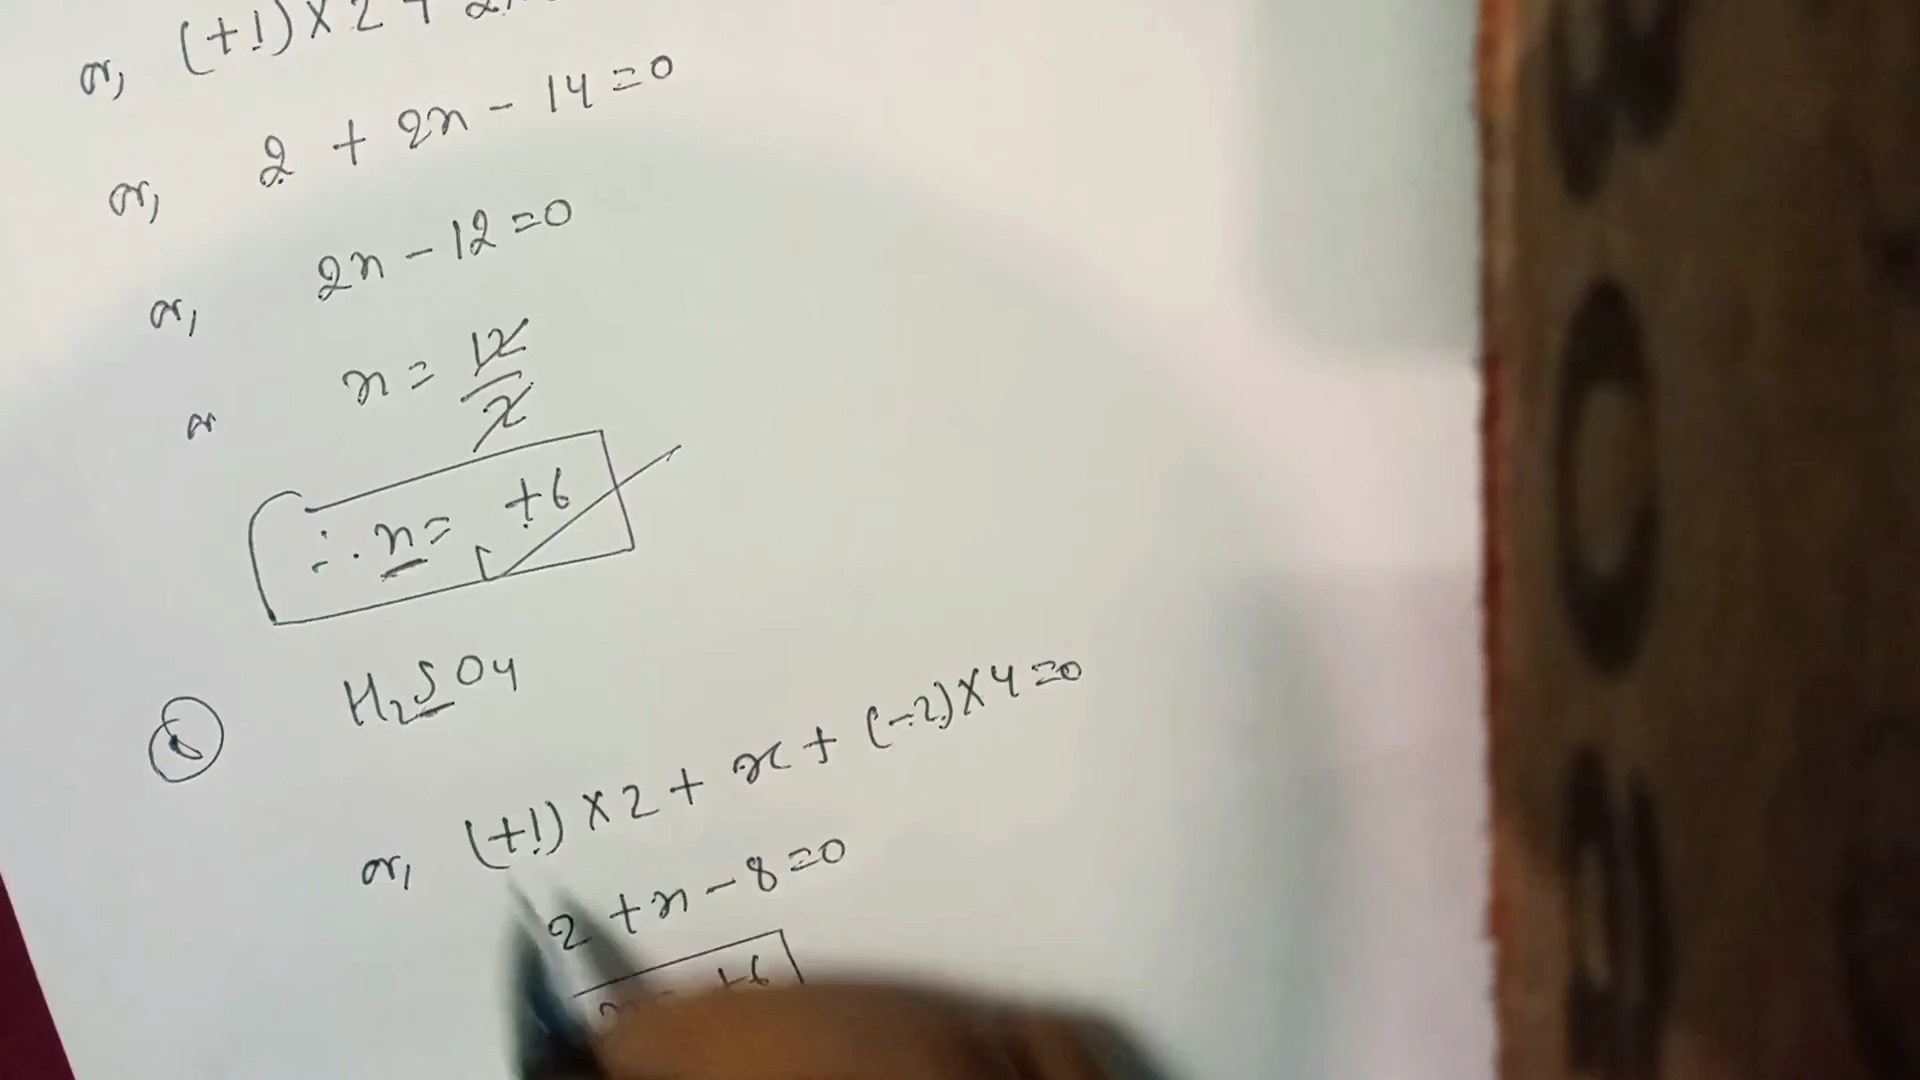 or, (+1) × 2 +
or, 2 + 2x - 14 = 0
or, 2x - 12 = 0
or x = 12/2
∴ x = +6
H₂SO₄
or, (+1) × 2 + x + (-2) × 4 = 0
2 + x - 8 = 0
x = +6